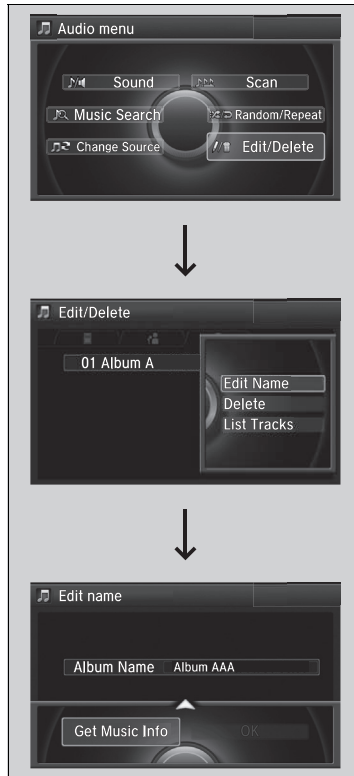 Audio menu
Sound Scan
Music Search Random/Repeat
Change Source Edit/Delete
Edit/Delete
01 Album A
Edit Name
Delete
List Tracks
Edit name
Album Name Album AAA
Get Music Info OK